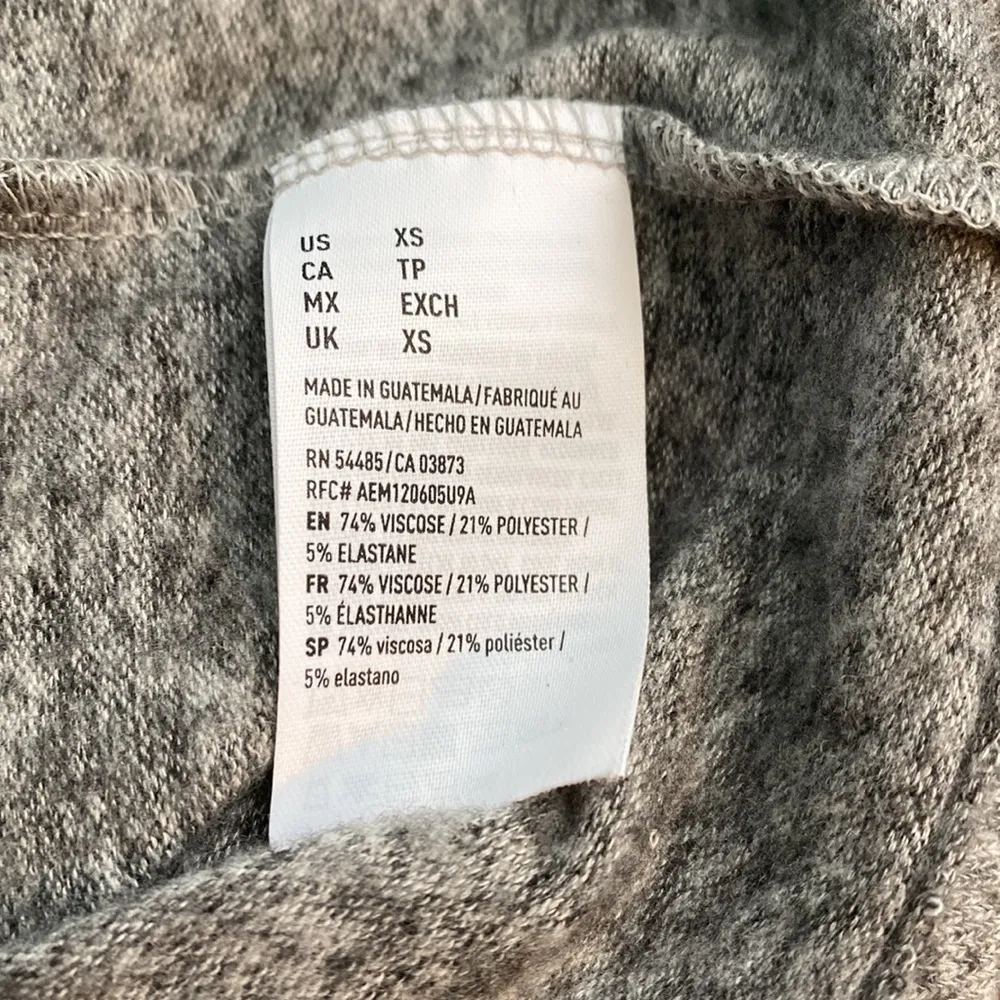 US XS
CA TP
MX EXCH
UK XS
MADE IN GUATEMALA/FABRIQUÉ AU
GUATEMALA/HECHO EN GUATEMALA
RN 54485/CA 03873
RFC# AEM120605U9A
EN 74% VISCOSE / 21% POLYESTER /
5% ELASTANE
FR 74% VISCOSE / 21% POLYESTER /
5% ÉLASTHANNE
SP 74% viscosa / 21% poliéster /
5% elastano